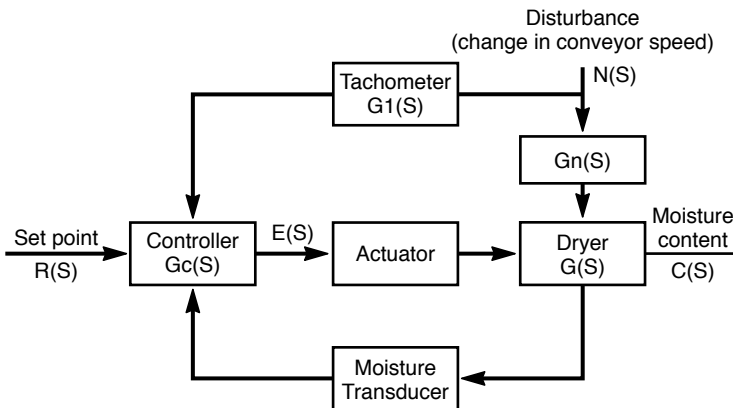 Disturbance
(change in conveyor speed)
N(S)
Tachometer
G1(S)
Gn(S)
Set point
R(S)
Controller
Gc(S)
E(S)
Actuator
Dryer
G(S)
Moisture
content
C(S)
Moisture
Transducer